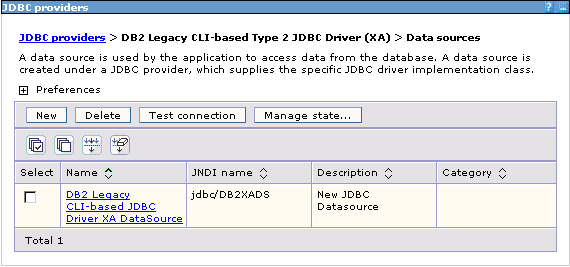 JDBC providers
JDBC providers > DB2 Legacy CLI-based Type 2 JDBC Driver (XA) > Data sources
A data source is used by the application to access data from the database. A data source is
created under a JDBC provider, which supplies the specific JDBC driver implementation class.
Preferences
New Delete Test connection Manage state...
Select Name JNDI name Description Category
DB2 Legacy jdbc/DB2XADS New JDBC
CLI-based JDBC Datasource
Driver XA DataSource
Total 1